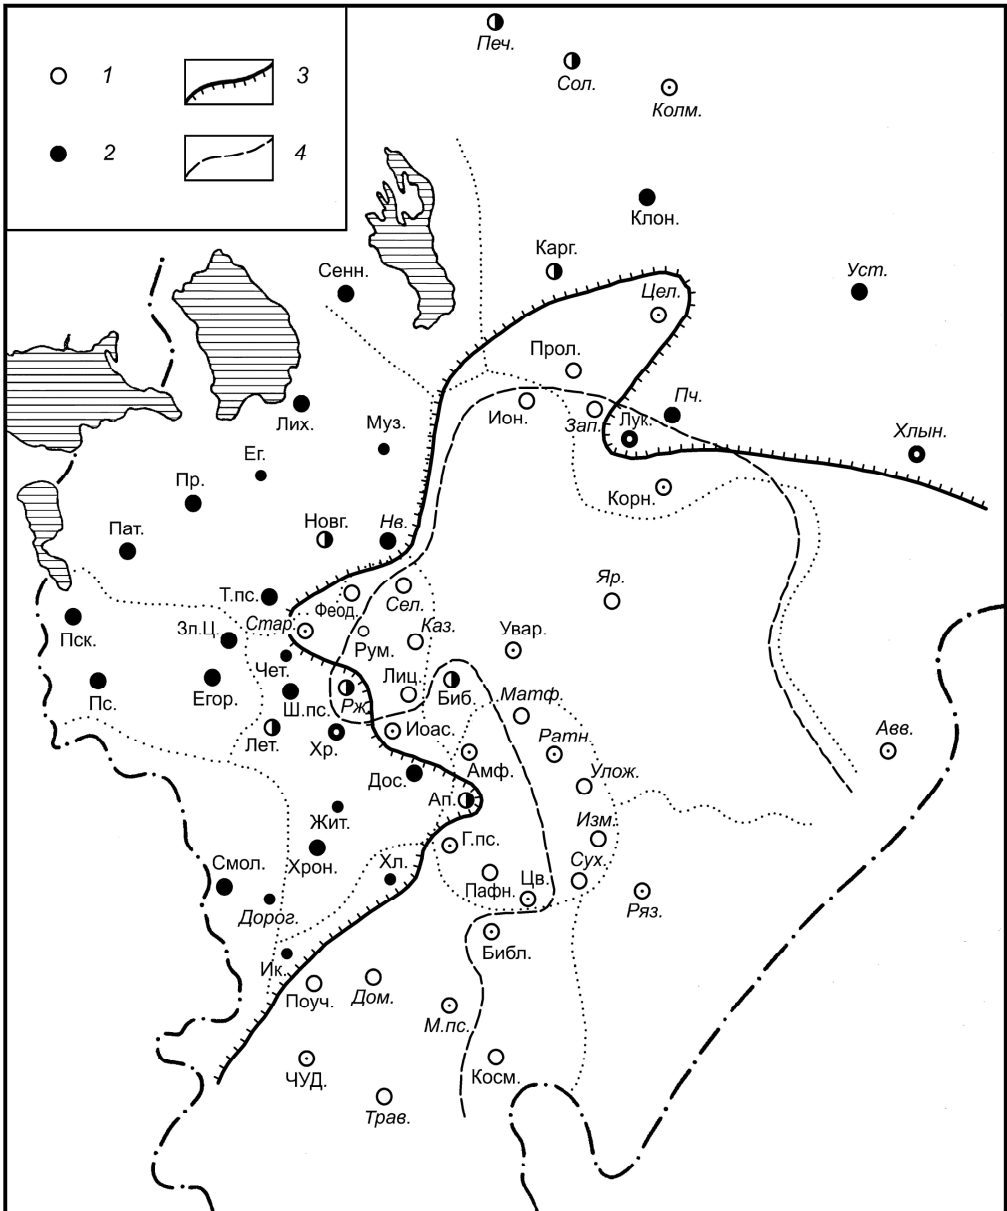 Печ.
Сол.
1
3
Колм.
2
4
Клон.
Карг.
Сенн.
Уст.
Цел.
Прол.
Пч.
Ион.
Зап.
Лук.
Лих.
Муз.
Хлын.
Ег.
Пр.
Корн.
Новг.
Нв.
Пат.
Яр.
Т.пс.
Феод.
Сел.
Стар.
Каз.
Зл.Ц.
Пск.
Рум.
Увар.
Чет.
Лиц.
Пс.
Егор.
Ш.пс.
Рж.
Биб.
Матф.
Лет.
Хр.
Иоас.
Ратн.
Авв.
Амф.
Дос.
Улож.
Ап.
Жит.
Изм.
Г.пс.
Хрон.
Хл.
Сух.
Смол.
Пафн.
Цв.
Дорог.
Ряз.
Библ.
Ик.
Поуч.
Дом.
М.пс.
ЧУД.
Косм.
Трав.